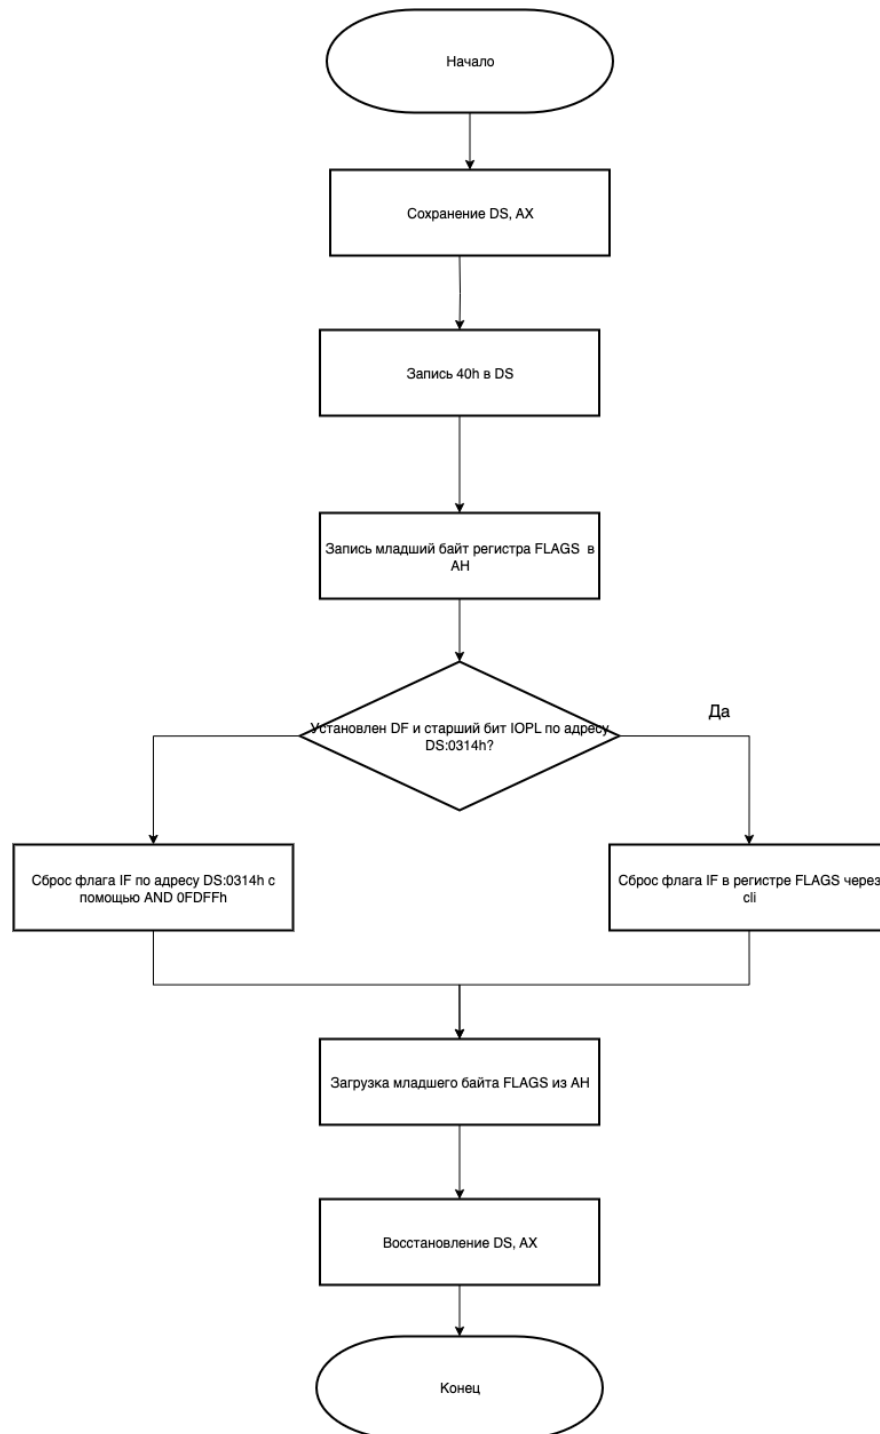 Начало
Сохранение DS, AX
Запись 40h в DS
Запись младший байт регистра FLAGS в
AH
Установлен DF и старший бит IOPL по адресу
DS:0314h?
Да
Сброс флага IF по адресу DS:0314h с
помощью AND 0FDFFh
Сброс флага IF в регистре FLAGS через
cli
Загрузка младшего байта FLAGS из AH
Восстановление DS, AX
Конец